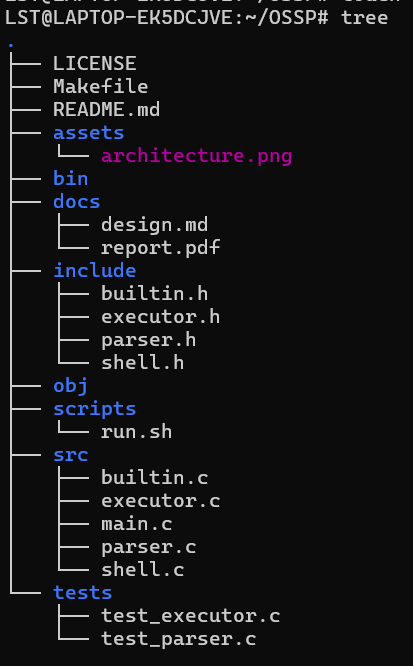 LST@LAPTOP-EK5DCJVE:~/OSSP# tree
.
├── LICENSE
├── Makefile
├── README.md
├── assets
│   └── architecture.png
├── bin
├── docs
│   ├── design.md
│   └── report.pdf
├── include
│   ├── builtin.h
│   ├── executor.h
│   ├── parser.h
│   └── shell.h
├── obj
├── scripts
│   └── run.sh
├── src
│   ├── builtin.c
│   ├── executor.c
│   ├── main.c
│   ├── parser.c
│   └── shell.c
└── tests
    ├── test_executor.c
    └── test_parser.c